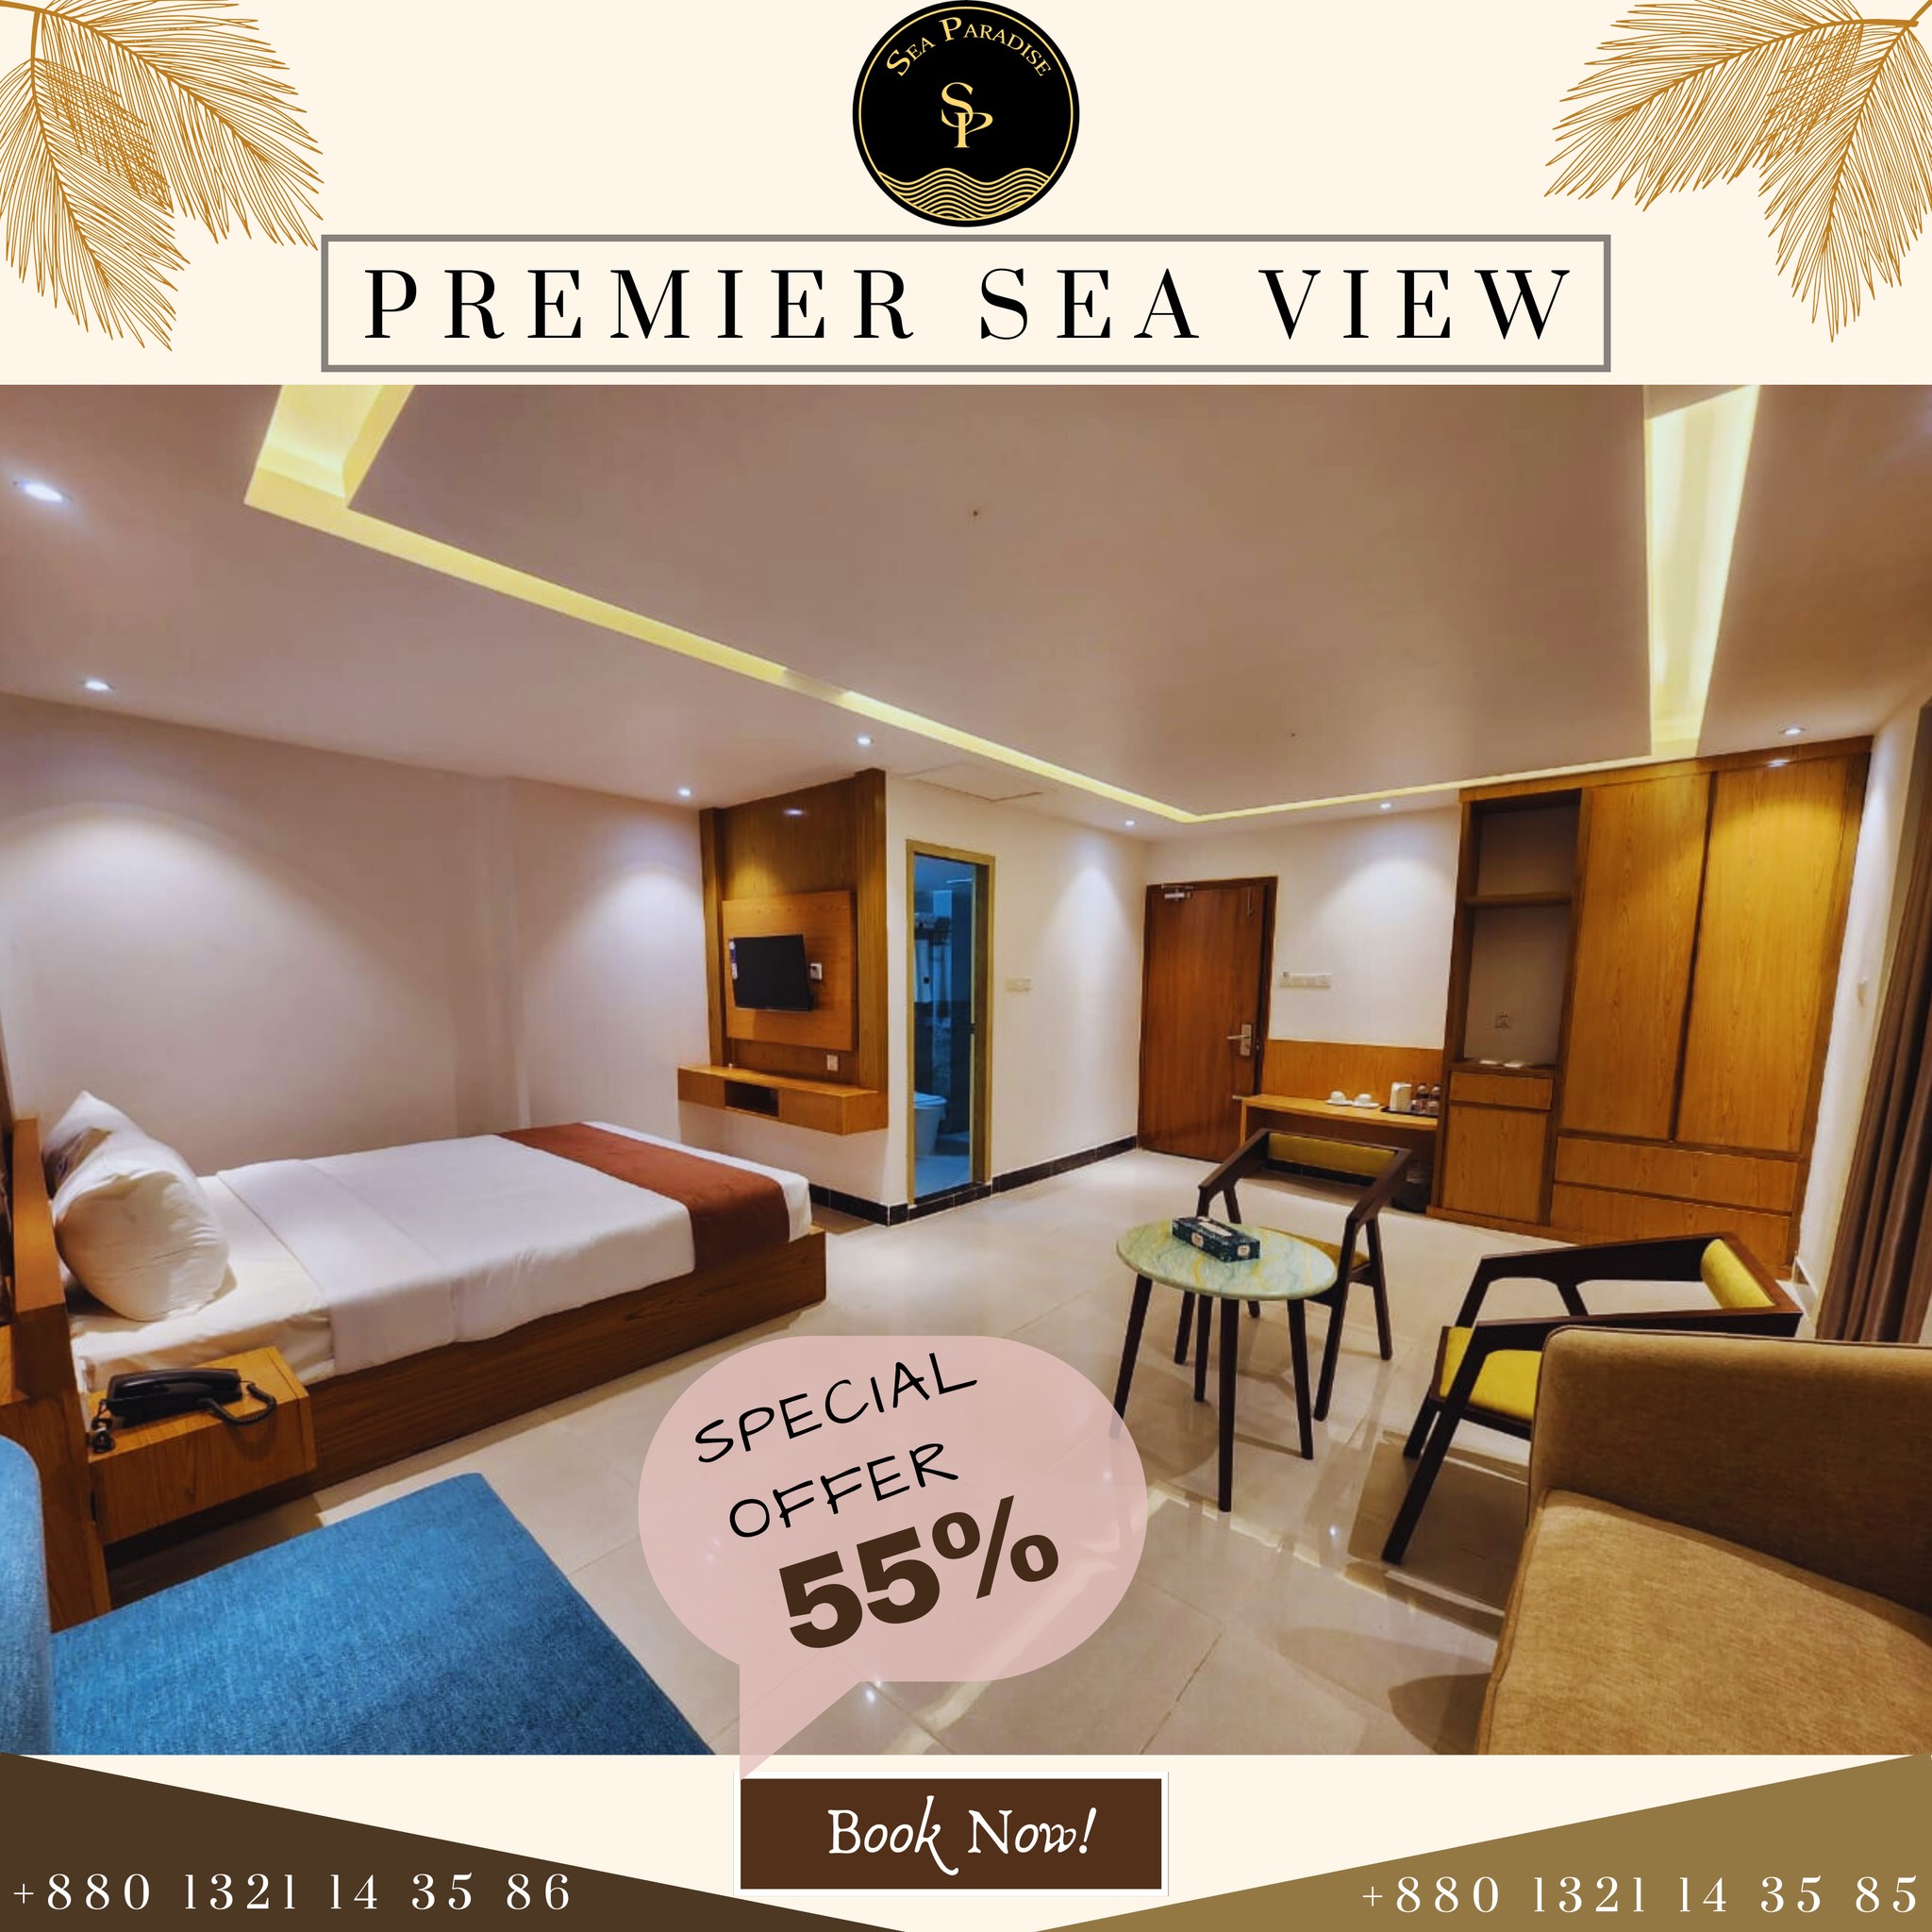 Sea Paradise
SP
PREMIER SEA VIEW
SPECIAL
OFFER
55%
Book Now!
+880 1321 14 35 86
+880 1321 14 35 85